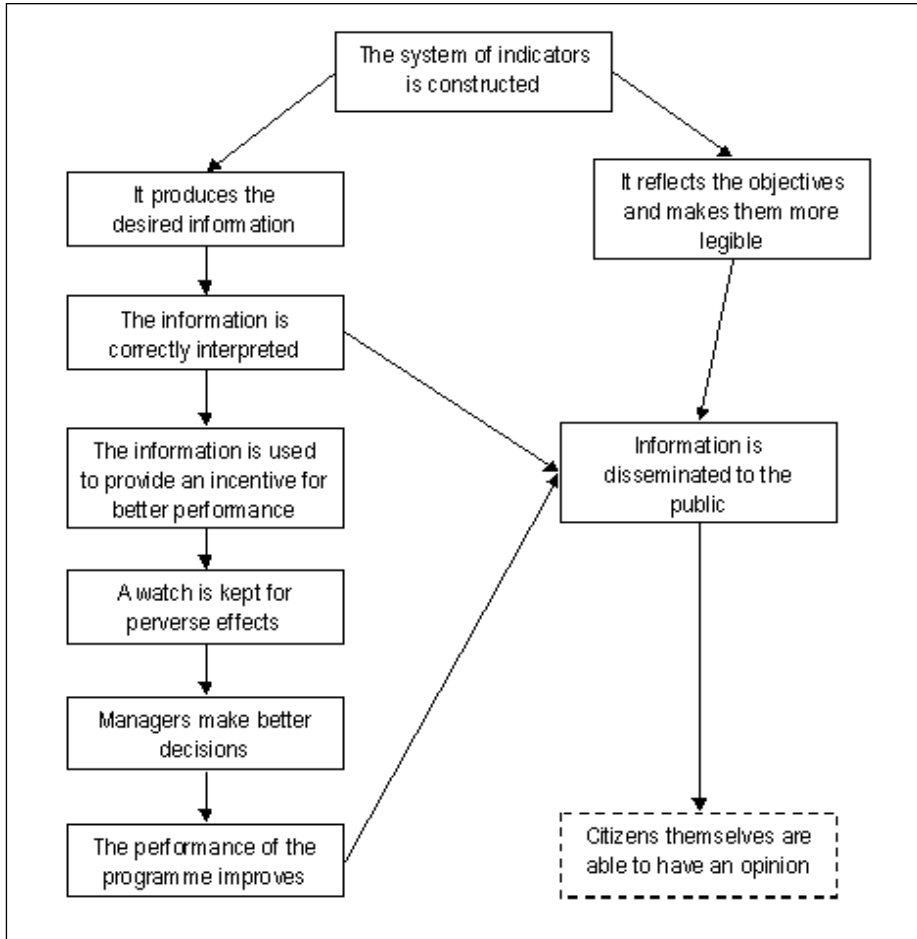 The system of indicators
is constructed
It produces the
desired information
It reflects the objectives
and makes them more
legible
The information is
correctly interpreted
The information is used
to provide an incentive for
better performance
Information is
disseminated to the
public
A watch is kept for
perverse effects
Managers make better
decisions
The performance of the
programme improves
Citizens themselves are
able to have an opinion